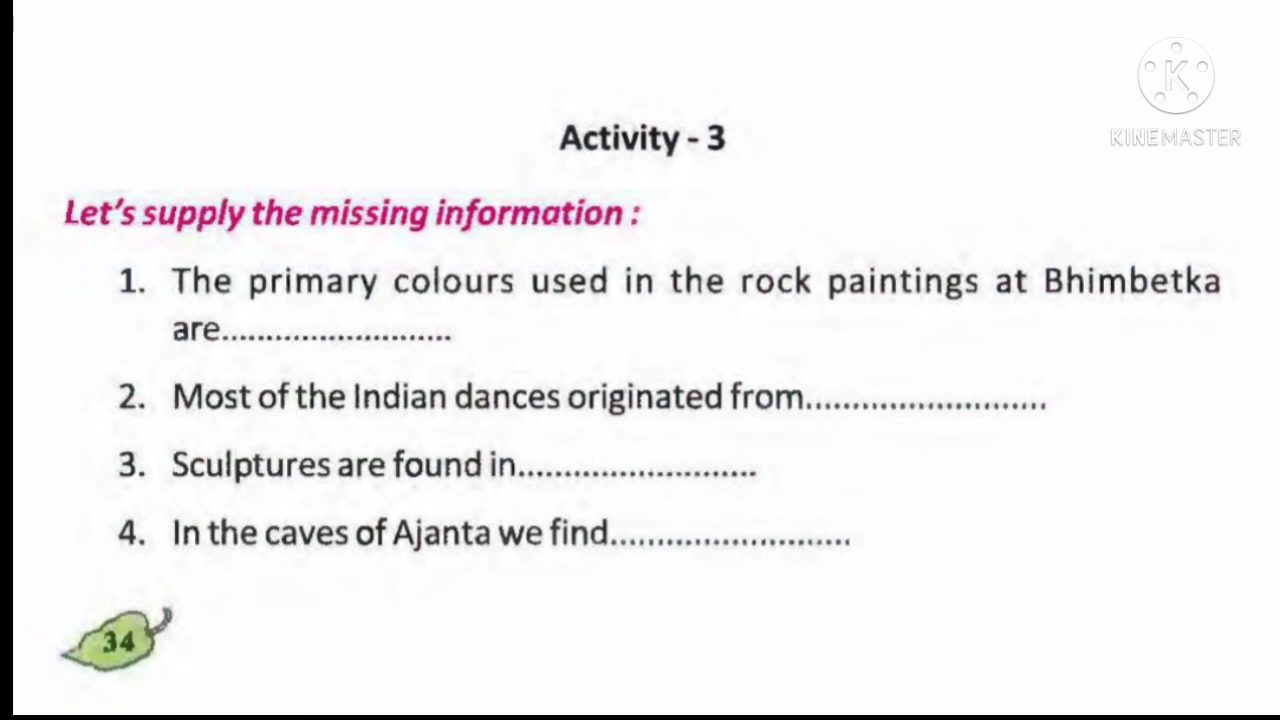 KINEMASTER
Activity - 3
Let's supply the missing information :
1. The primary colours used in the rock paintings at Bhimbetka
are..........................
2. Most of the Indian dances originated from..........................
3. Sculptures are found in..........................
4. In the caves of Ajanta we find..........................
34